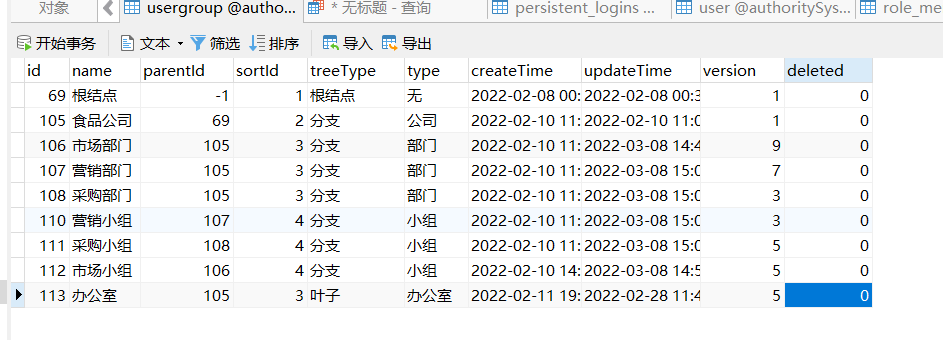 对象 usergroup @autho... * 无标题 - 查询 persistent_logins ... user @authoritySys... role_me
开始事务 文本 筛选 排序 导入 导出
id name parentId sortId treeType type createTime updateTime version deleted
69 根结点 -1 1 根结点 无 2022-02-08 00: 2022-02-08 00:3 1 0
105 食品公司 69 2 分支 公司 2022-02-10 11: 2022-02-10 11:0 1 0
106 市场部门 105 3 分支 部门 2022-02-10 11: 2022-03-08 14:4 9 0
107 营销部门 105 3 分支 部门 2022-02-10 11: 2022-03-08 15:0 7 0
108 采购部门 105 3 分支 部门 2022-02-10 11: 2022-03-08 15:0 3 0
110 营销小组 107 4 分支 小组 2022-02-10 11: 2022-03-08 15:0 3 0
111 采购小组 108 4 分支 小组 2022-02-10 11: 2022-03-08 15:0 5 0
112 市场小组 106 4 分支 小组 2022-02-10 14: 2022-03-08 14:5 5 0
113 办公室 105 3 叶子 办公室 2022-02-11 19: 2022-02-28 11:4 5 0